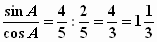 sin A / cos A = 4/5 : 2/5 = 4/3 = 1 1/3